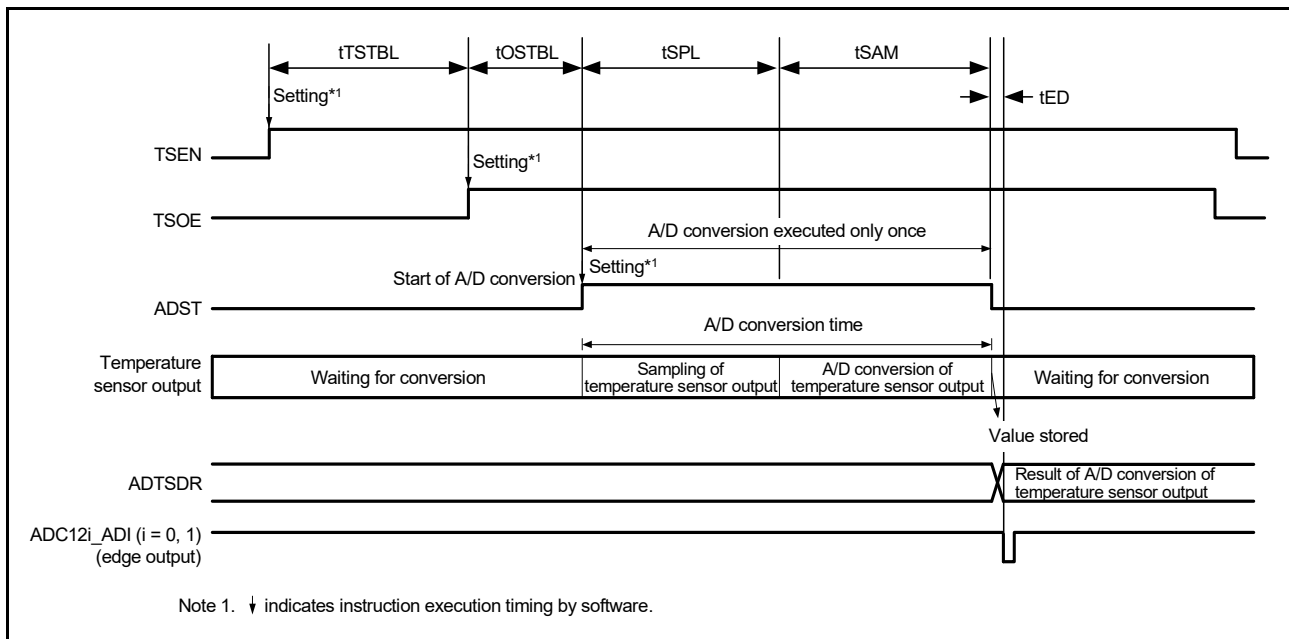 tTSTBL tOSTBL tSPL tSAM
tED
Setting*1
TSEN
Setting*1
TSOE
A/D conversion executed only once
Start of A/D conversion Setting*1
ADST
A/D conversion time
Temperature
sensor output
Waiting for conversion
Sampling of
temperature sensor output
A/D conversion of
temperature sensor output
Waiting for conversion
Value stored
ADTSDR
Result of A/D conversion of
temperature sensor output
ADC12i_ADI (i = 0, 1)
(edge output)
Note 1. indicates instruction execution timing by software.